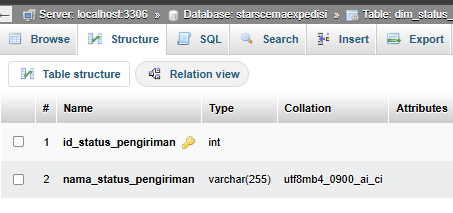 Server: localhost:3306 » Database: starscemaexpedisi » Table: dim_status_
Browse Structure SQL Search Insert Export
Table structure Relation view
# Name Type Collation Attributes
1 id_status_pengiriman int
2 nama_status_pengiriman varchar(255) utf8mb4_0900_ai_ci